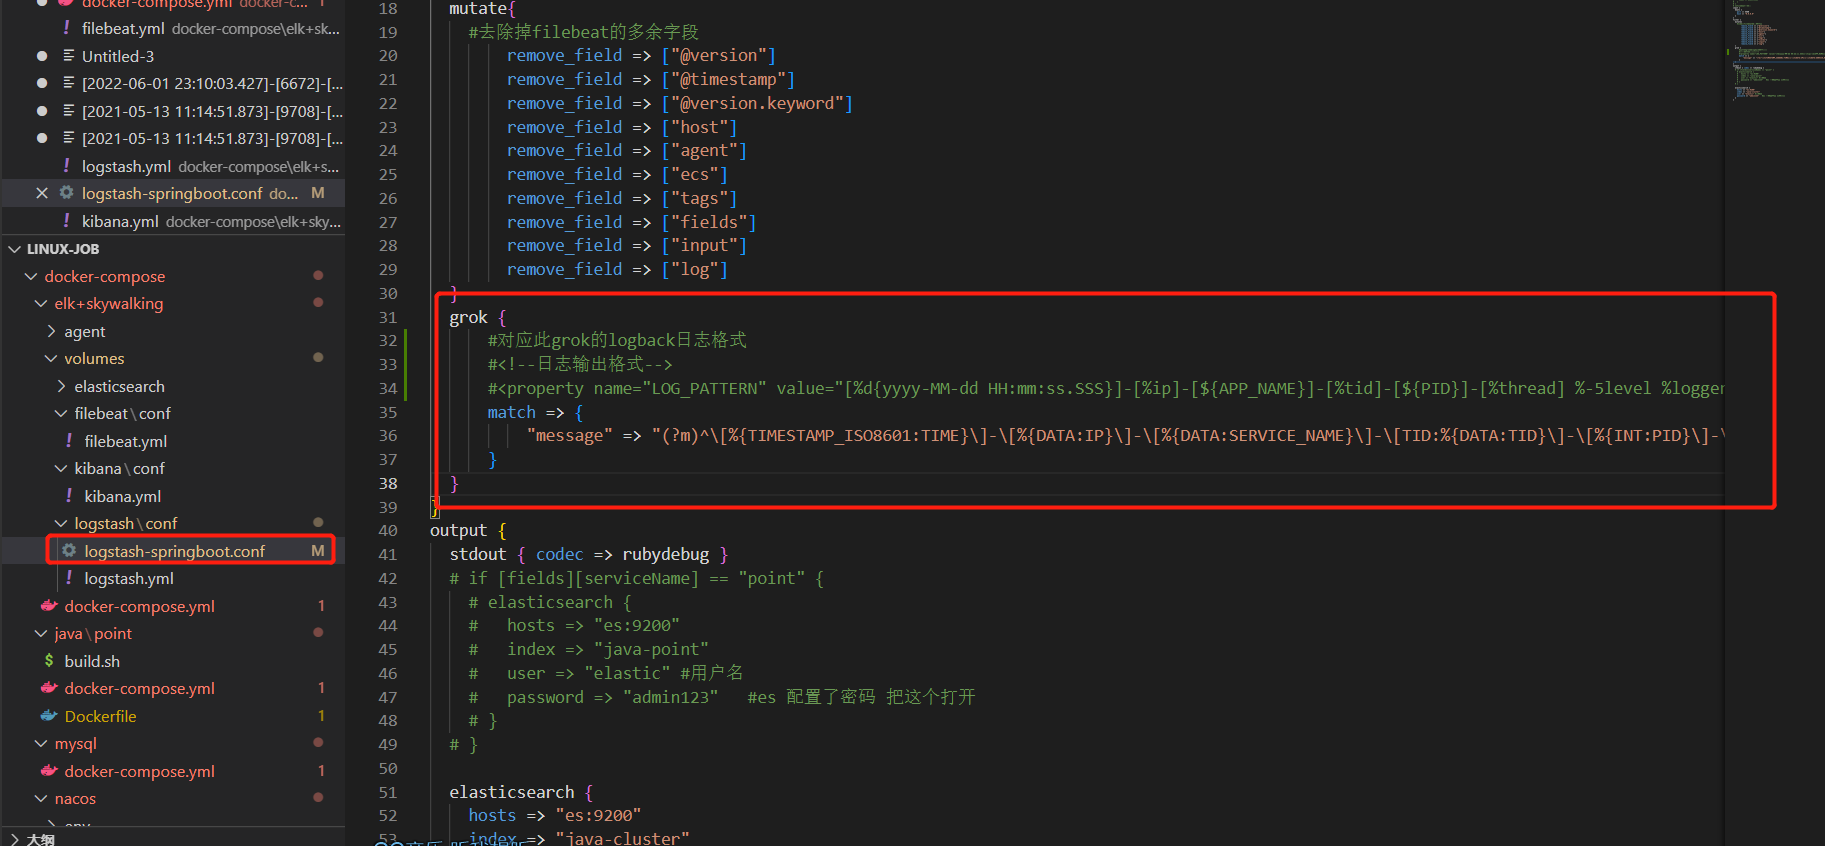 docker-compose.yml docker-c... 1
filebeat.yml docker-compose\elk+sk...
Untitled-3
[2022-06-01 23:10:03.427]-[6672]-[...
[2021-05-13 11:14:51.873]-[9708]-[...
[2021-05-13 11:14:51.873]-[9708]-[...
! logstash.yml docker-compose\elk+s...
logstash-springboot.conf do... M
! kibana.yml docker-compose\elk+sky...
LINUX-JOB
docker-compose
elk+skywalking
agent
volumes
elasticsearch
filebeat\conf
! filebeat.yml
kibana\conf
! kibana.yml
logstash\conf
logstash-springboot.conf M
! logstash.yml
docker-compose.yml 1
java\point
$ build.sh
docker-compose.yml 1
Dockerfile 1
mysql
docker-compose.yml 1
nacos
大纲
18 mutate{
19 #去除掉filebeat的多余字段
20 remove_field => ["@version"]
21 remove_field => ["@timestamp"]
22 remove_field => ["@version.keyword"]
23 remove_field => ["host"]
24 remove_field => ["agent"]
25 remove_field => ["ecs"]
26 remove_field => ["tags"]
27 remove_field => ["fields"]
28 remove_field => ["input"]
29 remove_field => ["log"]
30 }
31 grok {
32 #对应此grok的logback日志格式
33 #<!--日志输出格式-->
34 #<property name="LOG_PATTERN" value="[%d{yyyy-MM-dd HH:mm:ss.SSS}]-[%ip]-[${APP_NAME}]-[%tid]-[${PID}]-[%thread] %-5level %logger
35 match => {
36 "message" => "(?m)^\[%{TIMESTAMP_ISO8601:TIME}\]-\[%{DATA:IP}\]-\[%{DATA:SERVICE_NAME}\]-\[TID:%{DATA:TID}\]-\[%{INT:PID}\]-\
37 }
38 }
39 }
40 output {
41 stdout { codec => rubydebug }
42 # if [fields][serviceName] == "point" {
43 # elasticsearch {
44 # hosts => "es:9200"
45 # index => "java-point"
46 # user => "elastic" #用户名
47 # password => "admin123" #es 配置了密码 把这个打开
48 # }
49 # }
50
51 elasticsearch {
52 hosts => "es:9200"
53 index => "java-cluster"